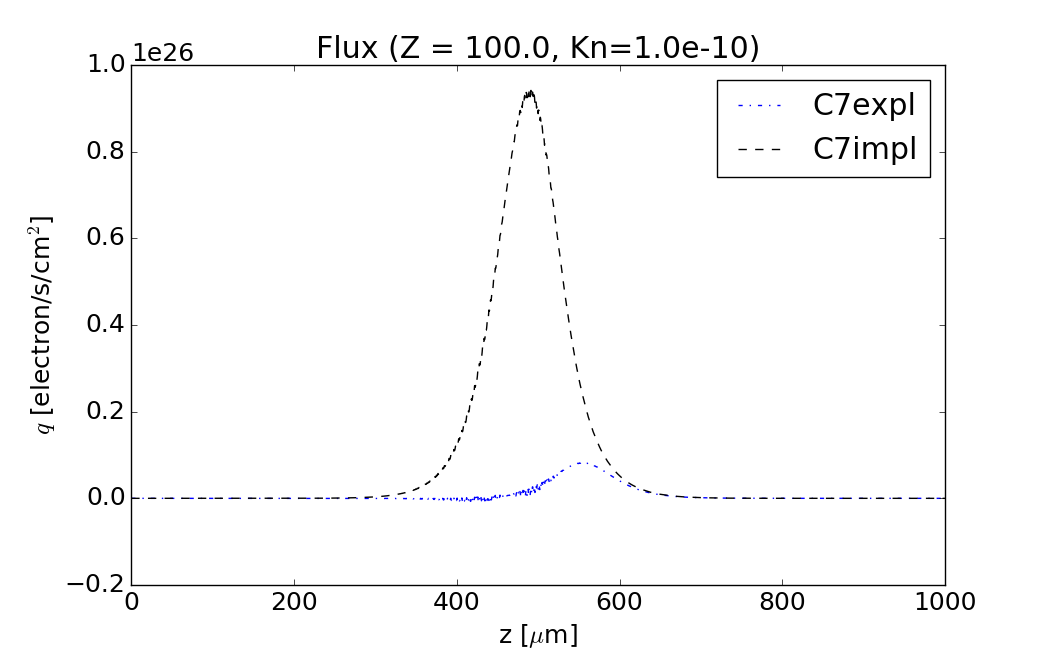 Flux (Z = 100.0, Kn=1.0e-10)
1e26
1.0
0.8
0.6
0.4
0.2
0.0
−0.2
q [electron/s/cm²]
C7expl
C7impl
0 200 400 600 800 1000
z [μm]